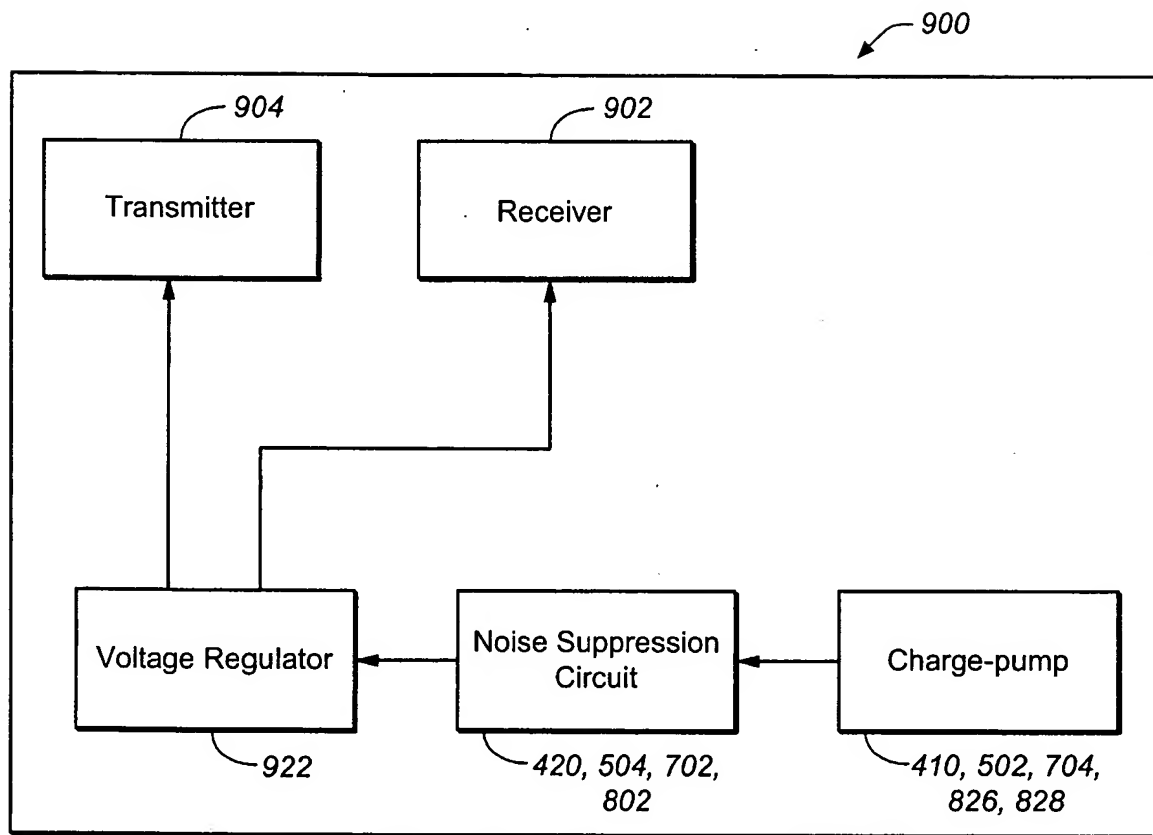 900
904
902
Transmitter
Receiver
Voltage Regulator
Noise Suppression
Circuit
Charge-pump
922
420, 504, 702,
802
410, 502, 704,
826, 828